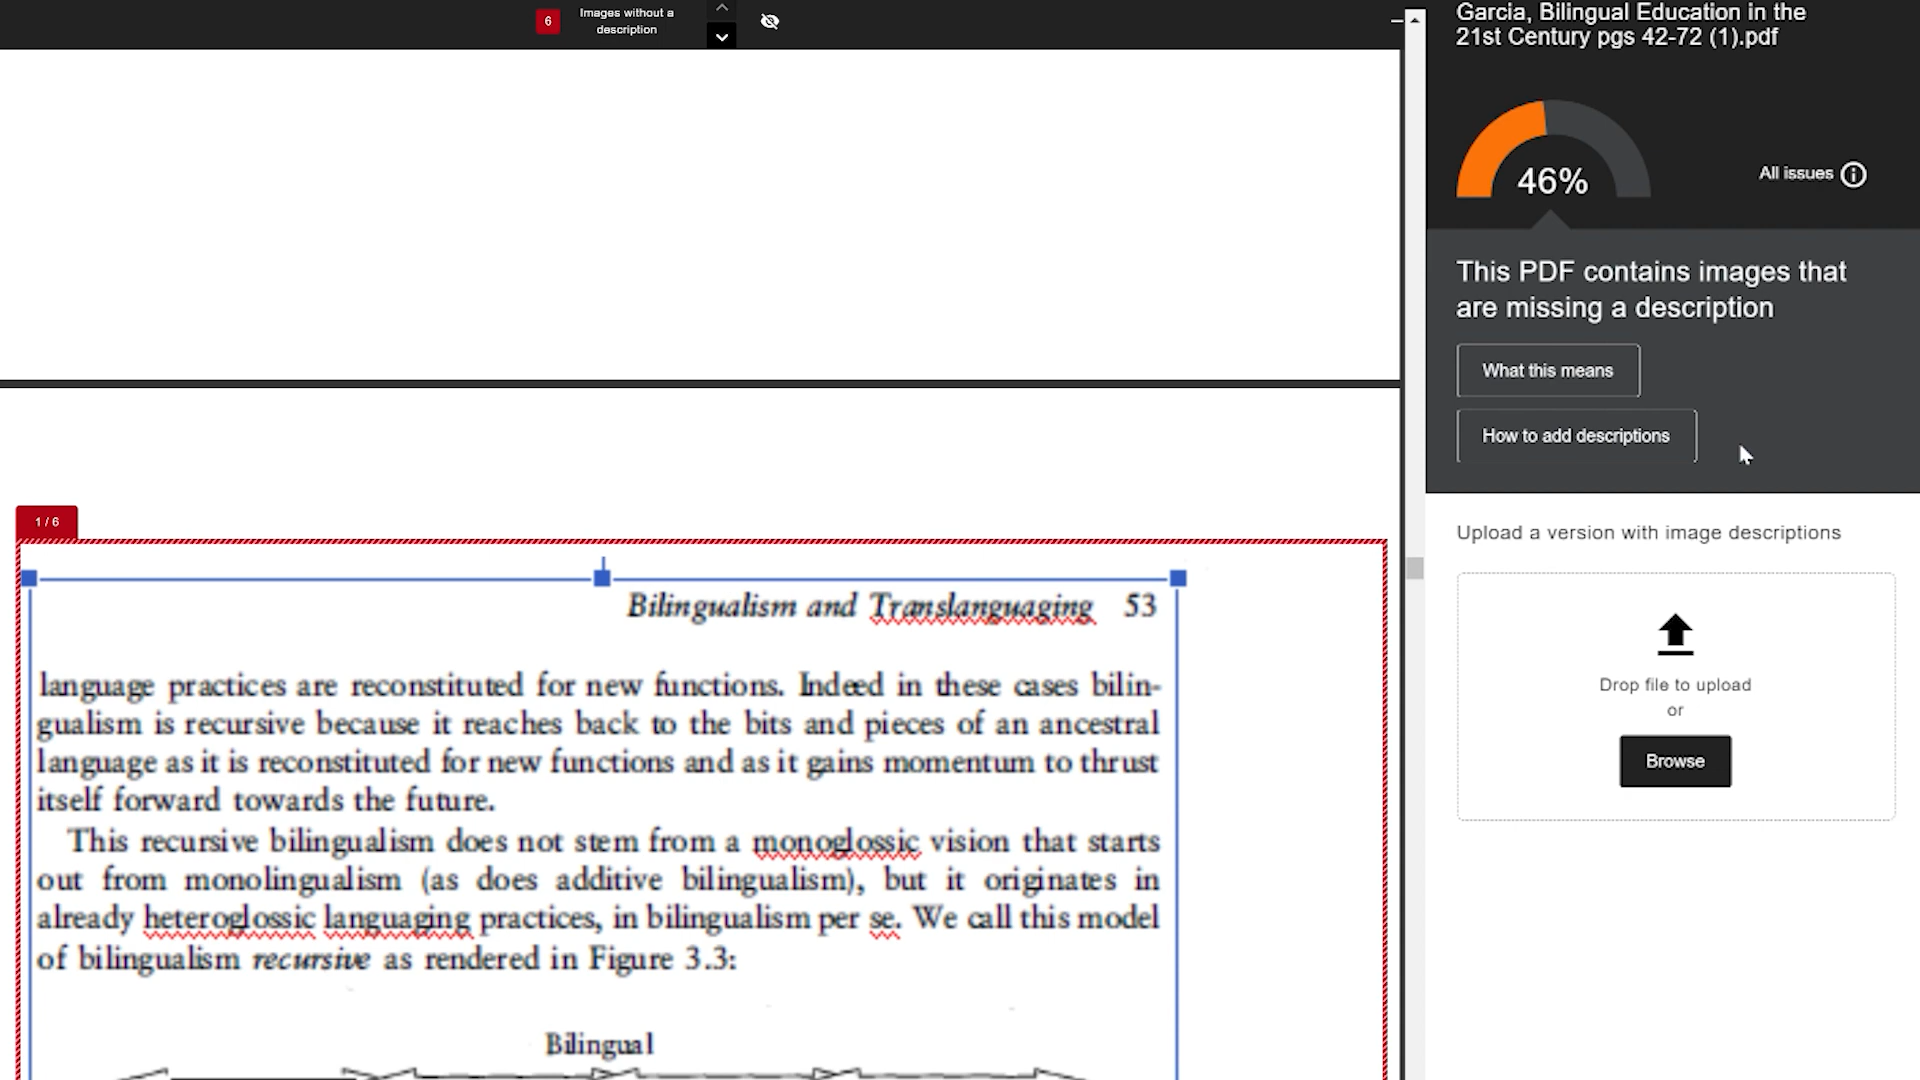 6
Images without a
description
Garcia, Bilingual Education in the
21st Century pgs 42-72 (1).pdf
46%
All issues
This PDF contains images that
are missing a description
What this means
How to add descriptions
Upload a version with image descriptions
Drop file to upload
or
Browse
1 / 6
Bilingualism and Translanguaging 53
language practices are reconstituted for new functions. Indeed in these cases bilin-
gualism is recursive because it reaches back to the bits and pieces of an ancestral
language as it is reconstituted for new functions and as it gains momentum to thrust
itself forward towards the future.
This recursive bilingualism does not stem from a monoglossic vision that starts
out from monolingualism (as does additive bilingualism), but it originates in
already heteroglossic languaging practices, in bilingualism per se. We call this model
of bilingualism recursive as rendered in Figure 3.3:
Bilingual